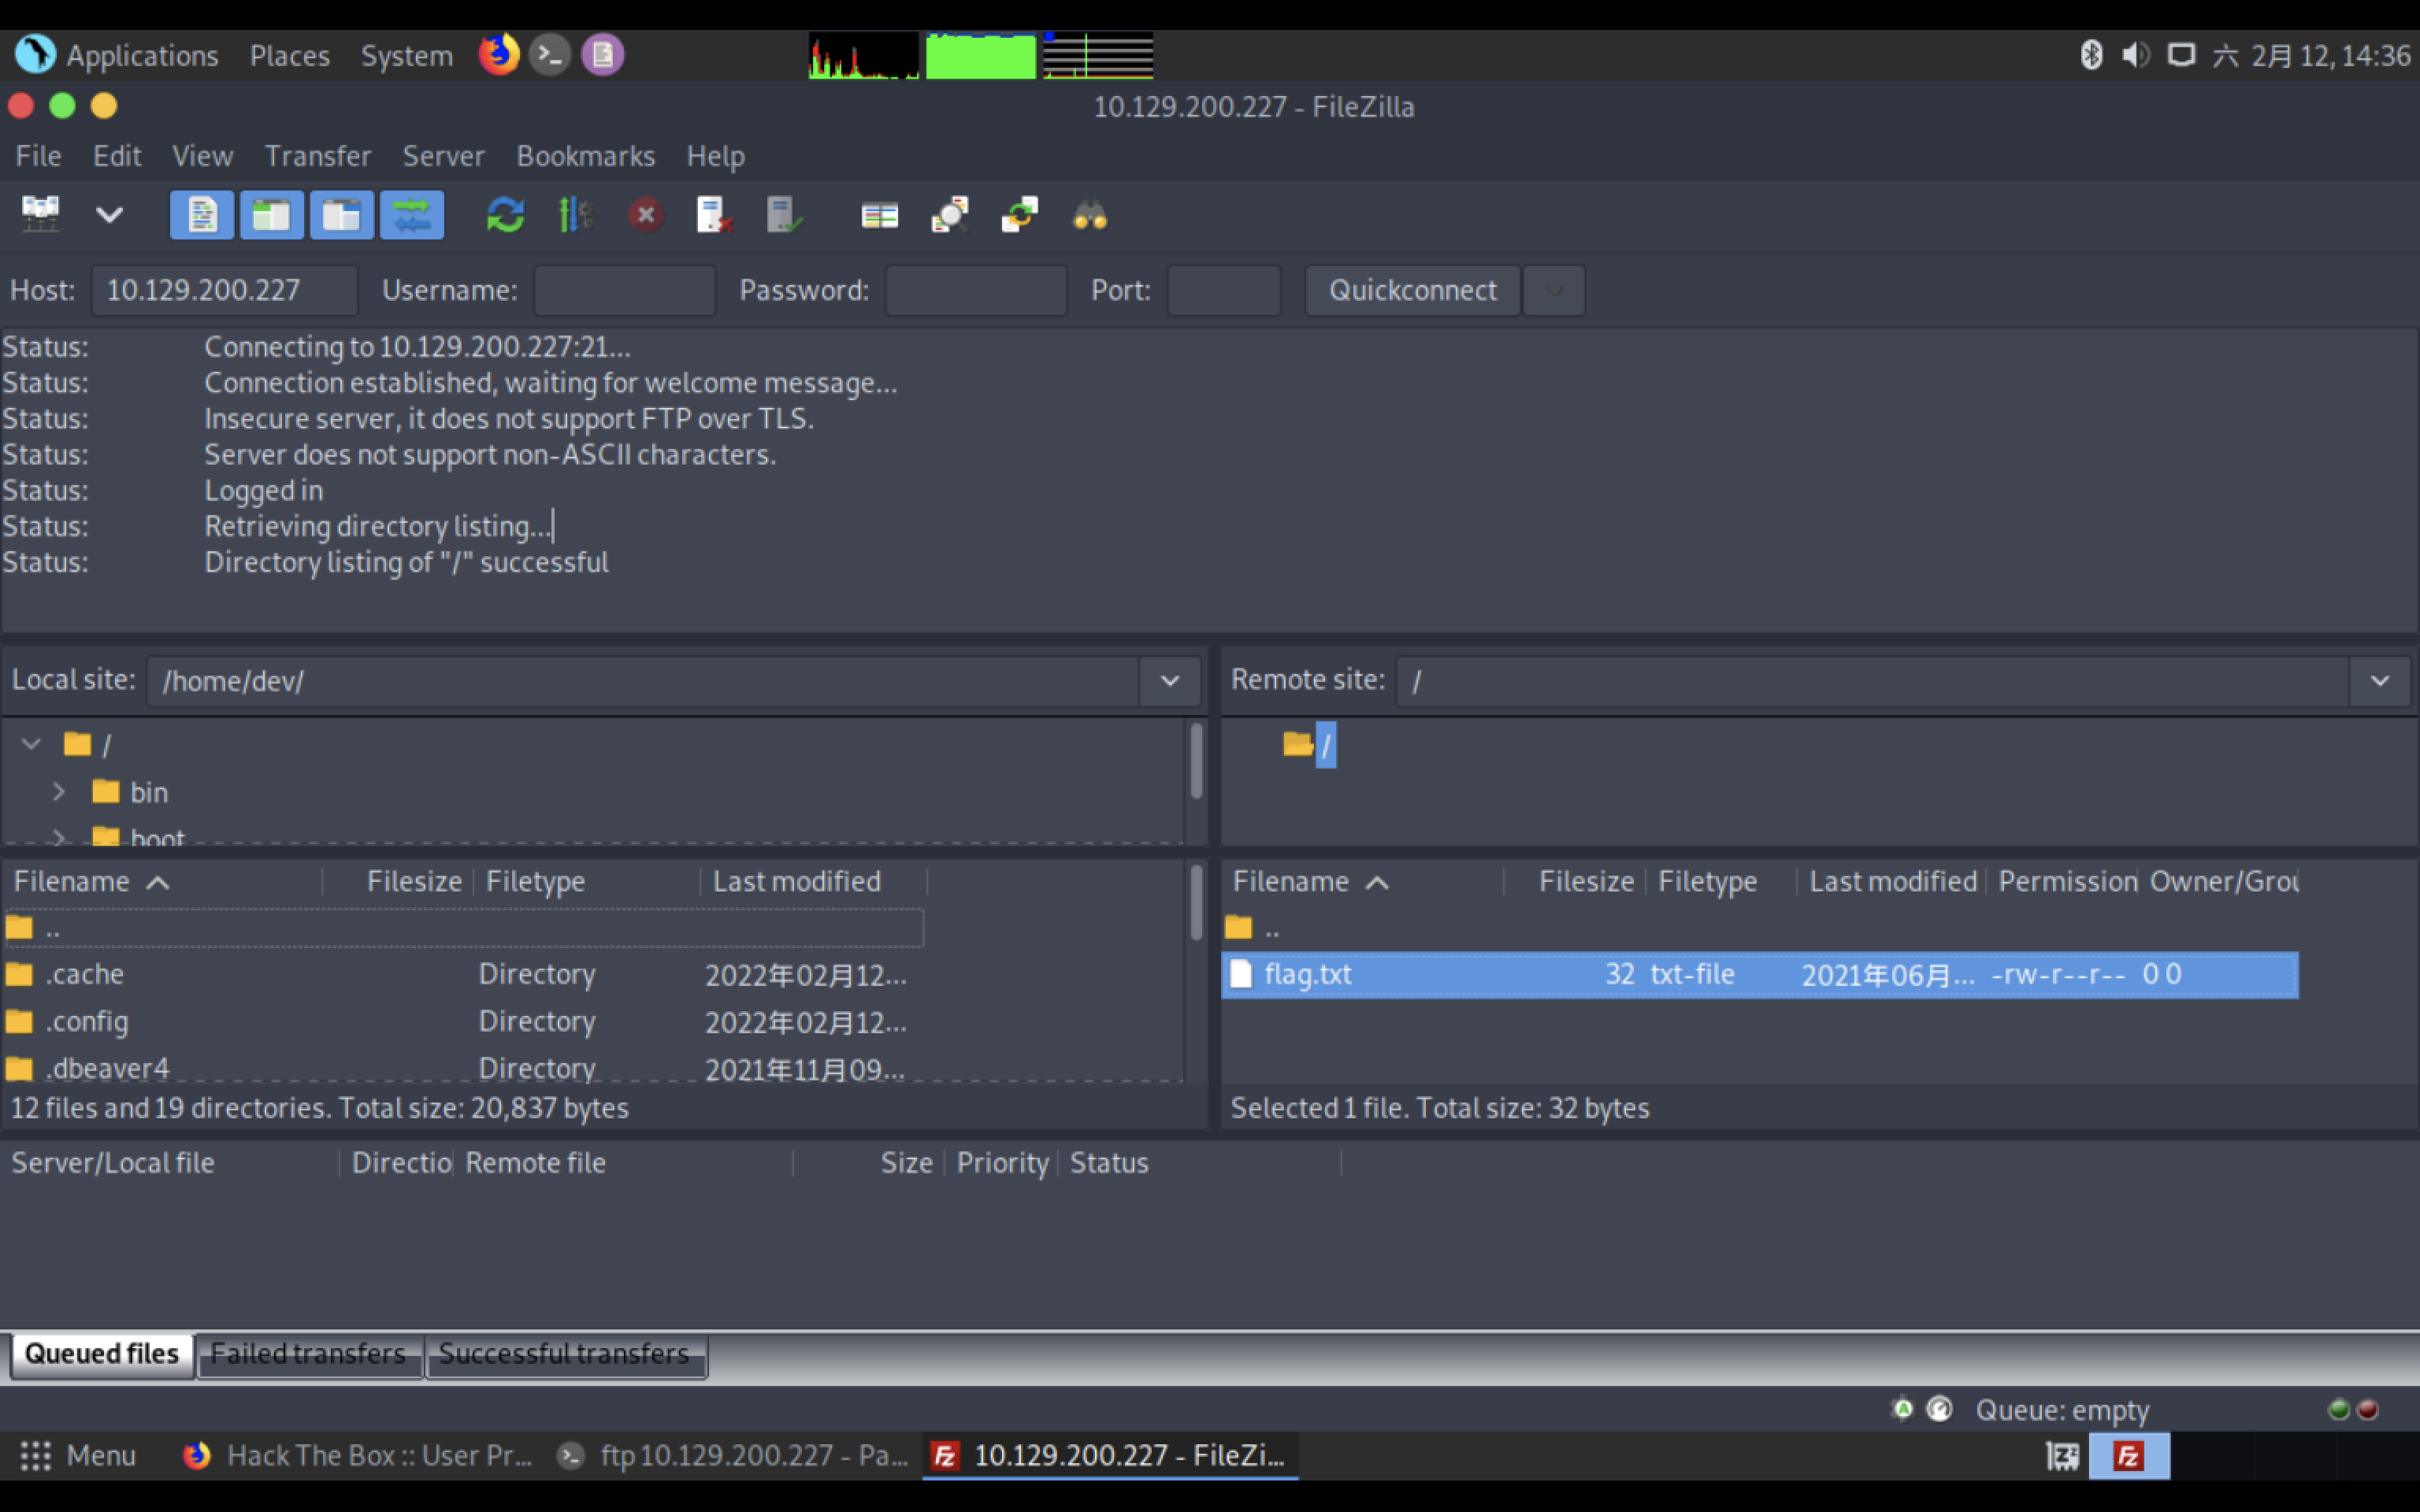 Applications Places System 六 2月 12, 14:36
10.129.200.227 - FileZilla
File Edit View Transfer Server Bookmarks Help
Host: 10.129.200.227 Username: Password: Port: Quickconnect
Status: Connecting to 10.129.200.227:21...
Status: Connection established, waiting for welcome message...
Status: Insecure server, it does not support FTP over TLS.
Status: Server does not support non-ASCII characters.
Status: Logged in
Status: Retrieving directory listing...
Status: Directory listing of "/" successful
Local site: /home/dev/
/
bin
boot
Filename Filesize Filetype Last modified
..
.cache Directory 2022年02月12...
.config Directory 2022年02月12...
.dbeaver4 Directory 2021年11月09...
12 files and 19 directories. Total size: 20,837 bytes
Remote site: /
/
Filename Filesize Filetype Last modified Permission Owner/Grou
..
flag.txt 32 txt-file 2021年06月... -rw-r--r-- 0 0
Selected 1 file. Total size: 32 bytes
Server/Local file Directio Remote file Size Priority Status
Queued files Failed transfers Successful transfers
Queue: empty
Menu Hack The Box :: User Pr... ftp 10.129.200.227 - Pa... 10.129.200.227 - FileZi...